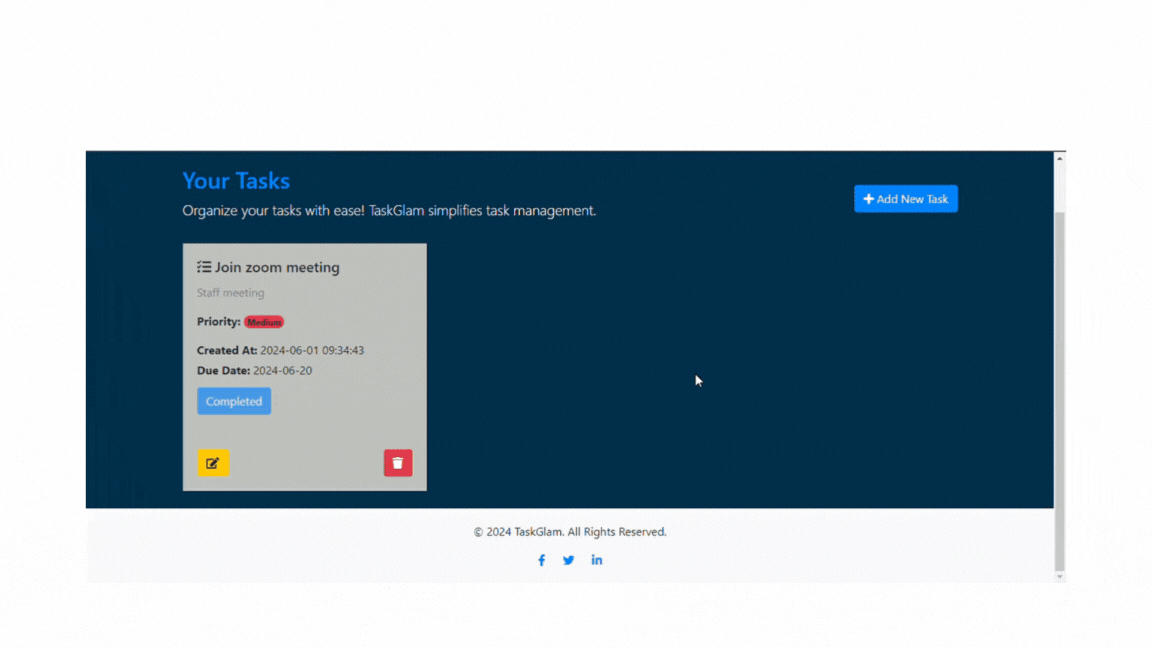 Your Tasks
Organize your tasks with ease! TaskGlam simplifies task management.
Add New Task
Join zoom meeting
Staff meeting
Priority: Medium
Created At: 2024-06-01 09:34:43
Due Date: 2024-06-20
Completed
© 2024 TaskGlam. All Rights Reserved.